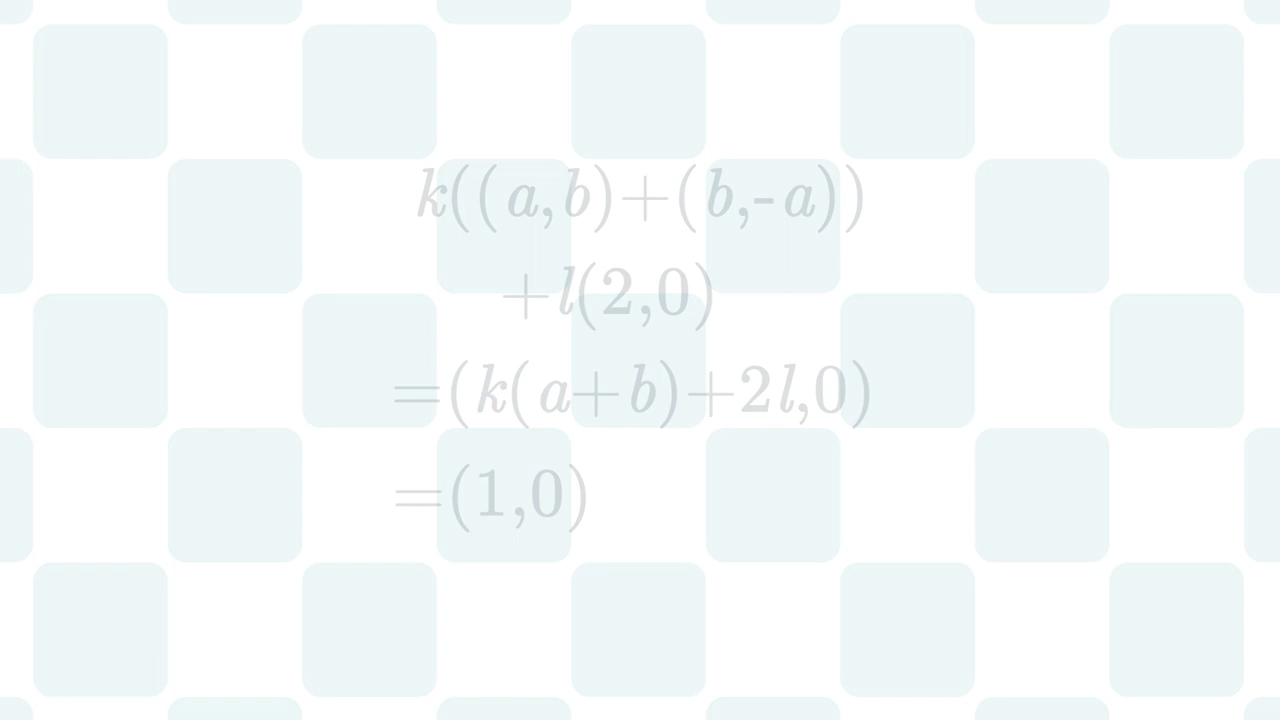 k((a,b)+(b,-a))
+l(2,0)
=(k(a+b)+2l,0)
=(1,0)